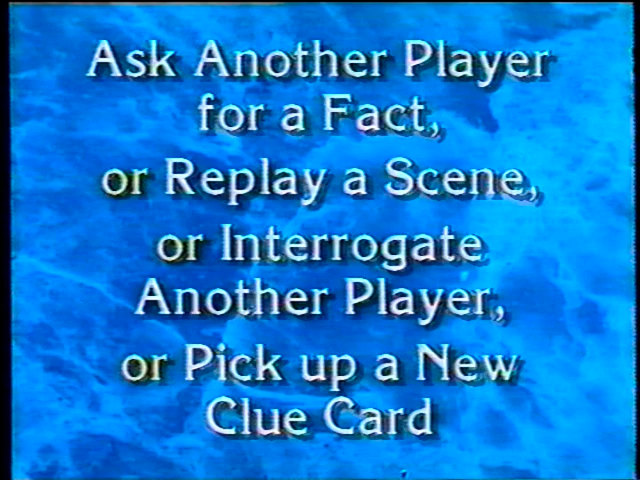 Ask Another Player
for a Fact,
or Replay a Scene,
or Interrogate
Another Player,
or Pick up a New
Clue Card